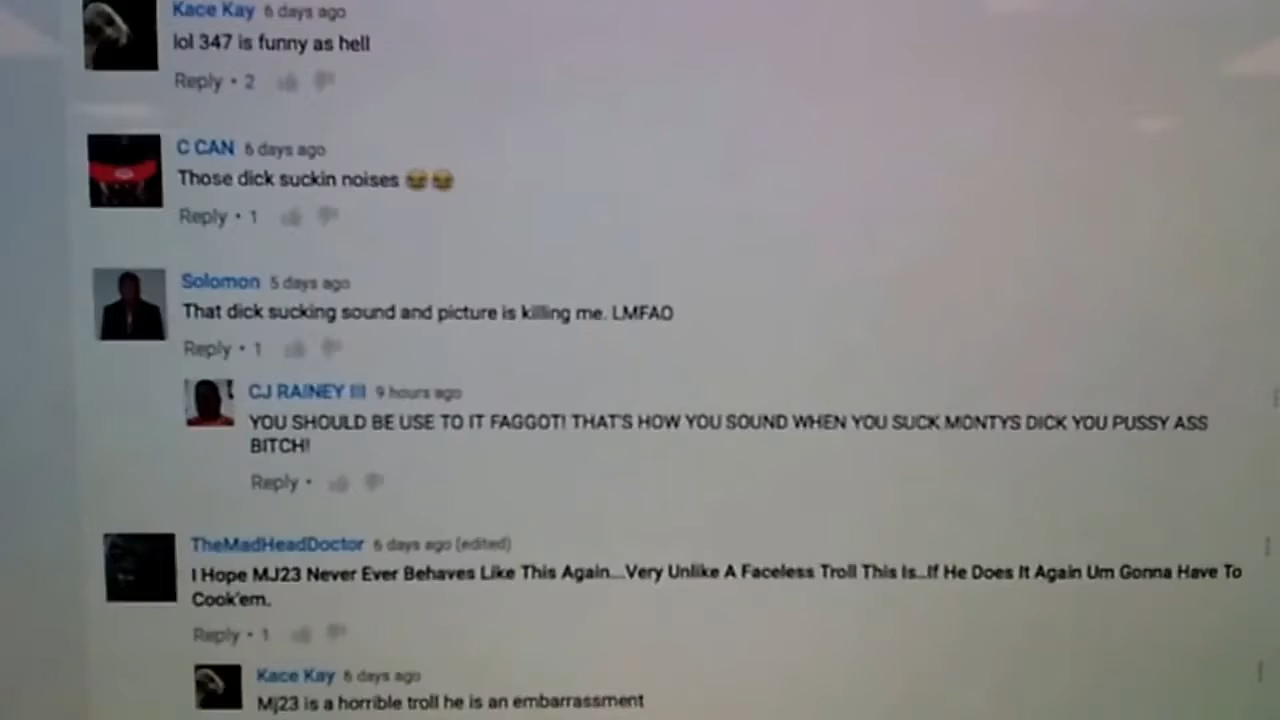 Kace Kay 6 days ago
lol 347 is funny as hell
Reply • 2
C CAN 6 days ago
Those dick suckin noises 😂😂
Reply • 1
Solomon 5 days ago
That dick sucking sound and picture is killing me. LMFAO
Reply • 1
CJ RAINEY III 9 hours ago
YOU SHOULD BE USE TO IT FAGGOT! THAT'S HOW YOU SOUND WHEN YOU SUCK MONTYS DICK YOU PUSSY ASS
BITCH!
Reply •
TheMadHeadDoctor 6 days ago (edited)
I Hope MJ23 Never Ever Behaves Like This Again....Very Unlike A Faceless Troll This Is...If He Does It Again Um Gonna Have To
Cook'em.
Reply • 1
Kace Kay 6 days ago
Mj23 is a horrible troll he is an embarrassment